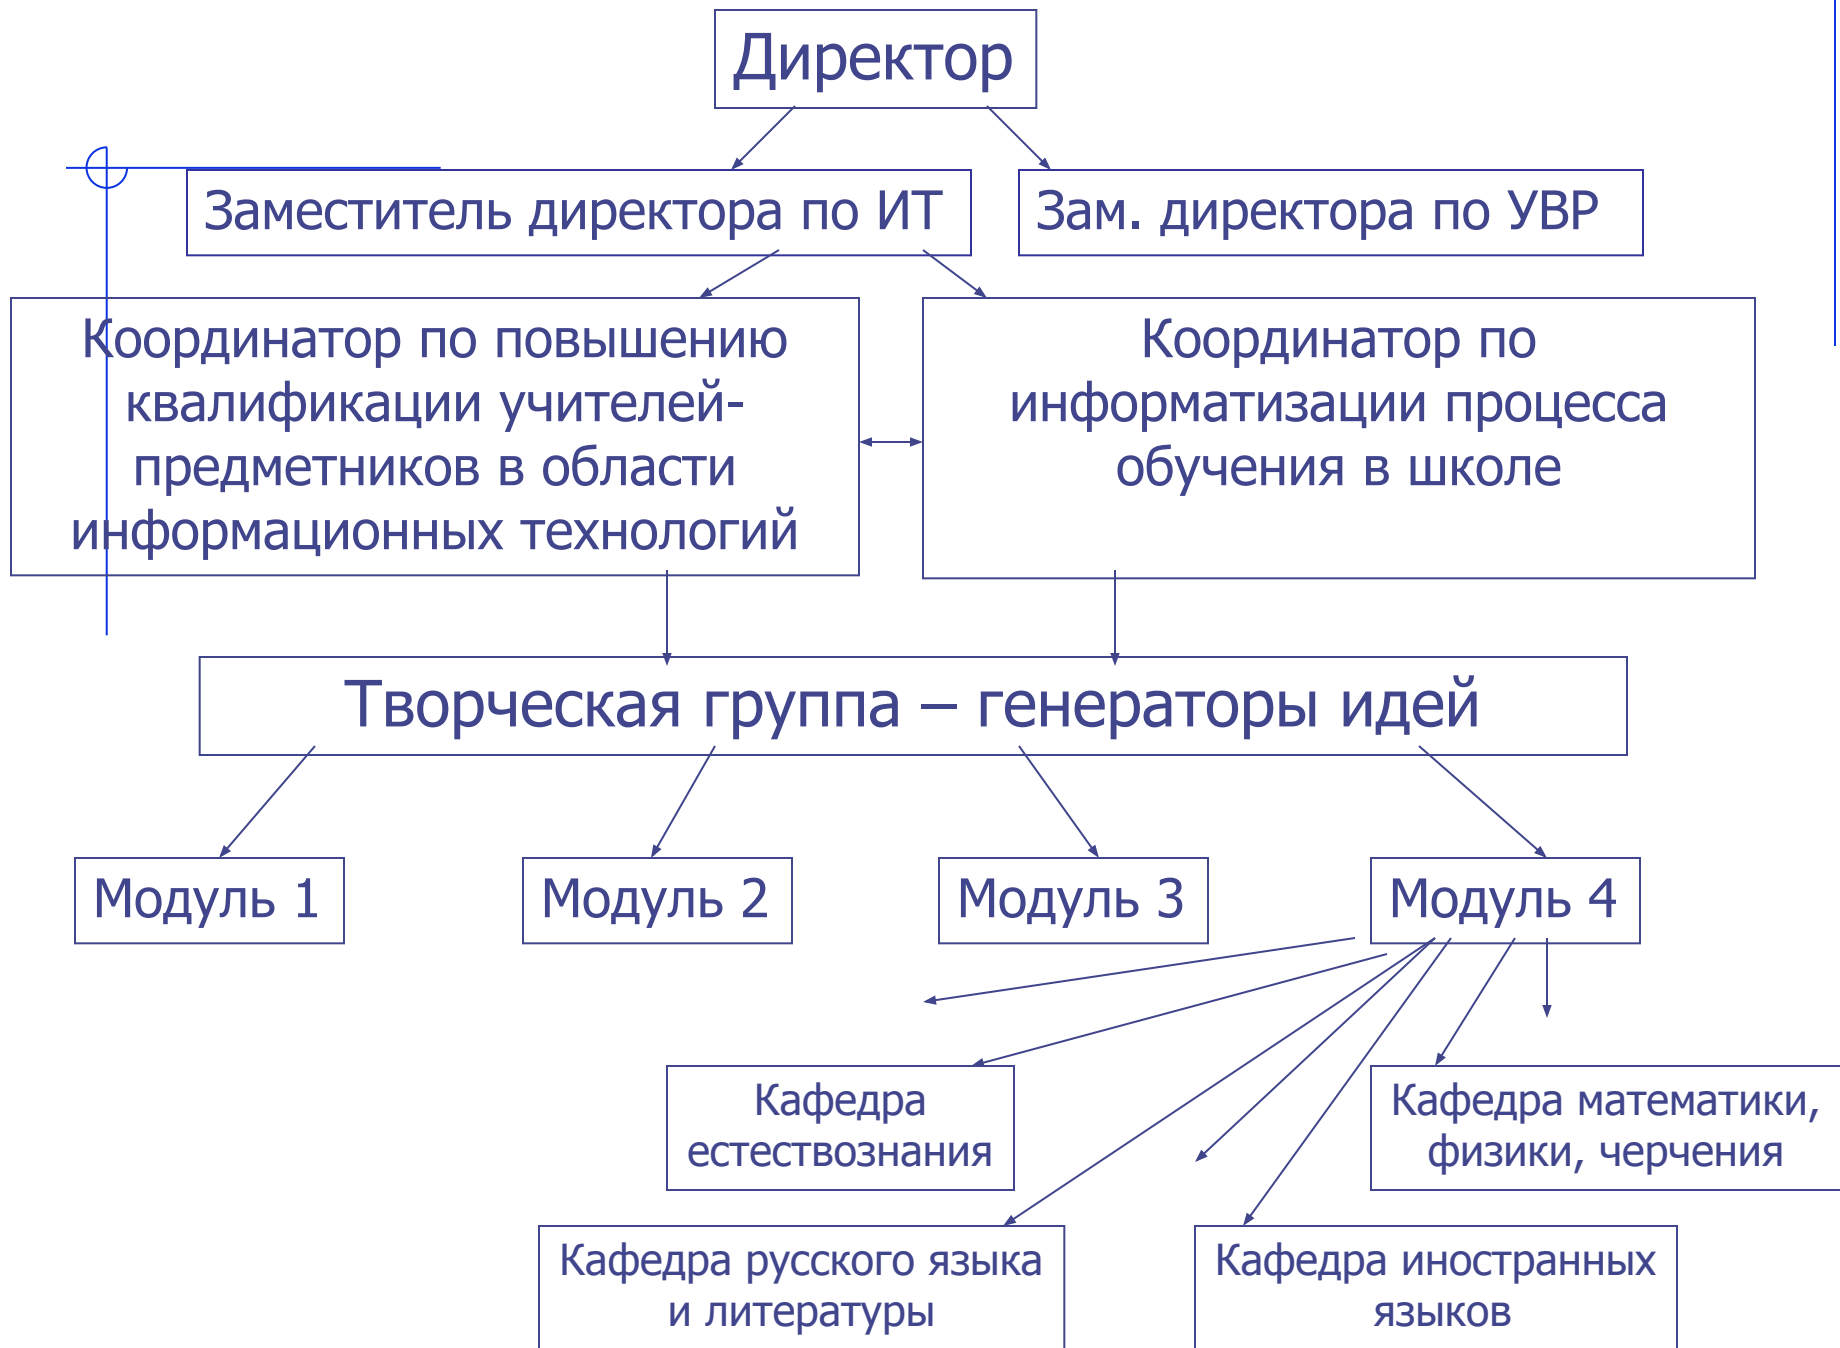 Директор
Заместитель директора по ИТ
Зам. директора по УВР
Координатор по повышению
квалификации учителей-
предметников в области
информационных технологий
Координатор по
информатизации процесса
обучения в школе
Творческая группа – генераторы идей
Модуль 1
Модуль 2
Модуль 3
Модуль 4
Кафедра
естествознания
Кафедра математики,
физики, черчения
Кафедра русского языка
и литературы
Кафедра иностранных
языков